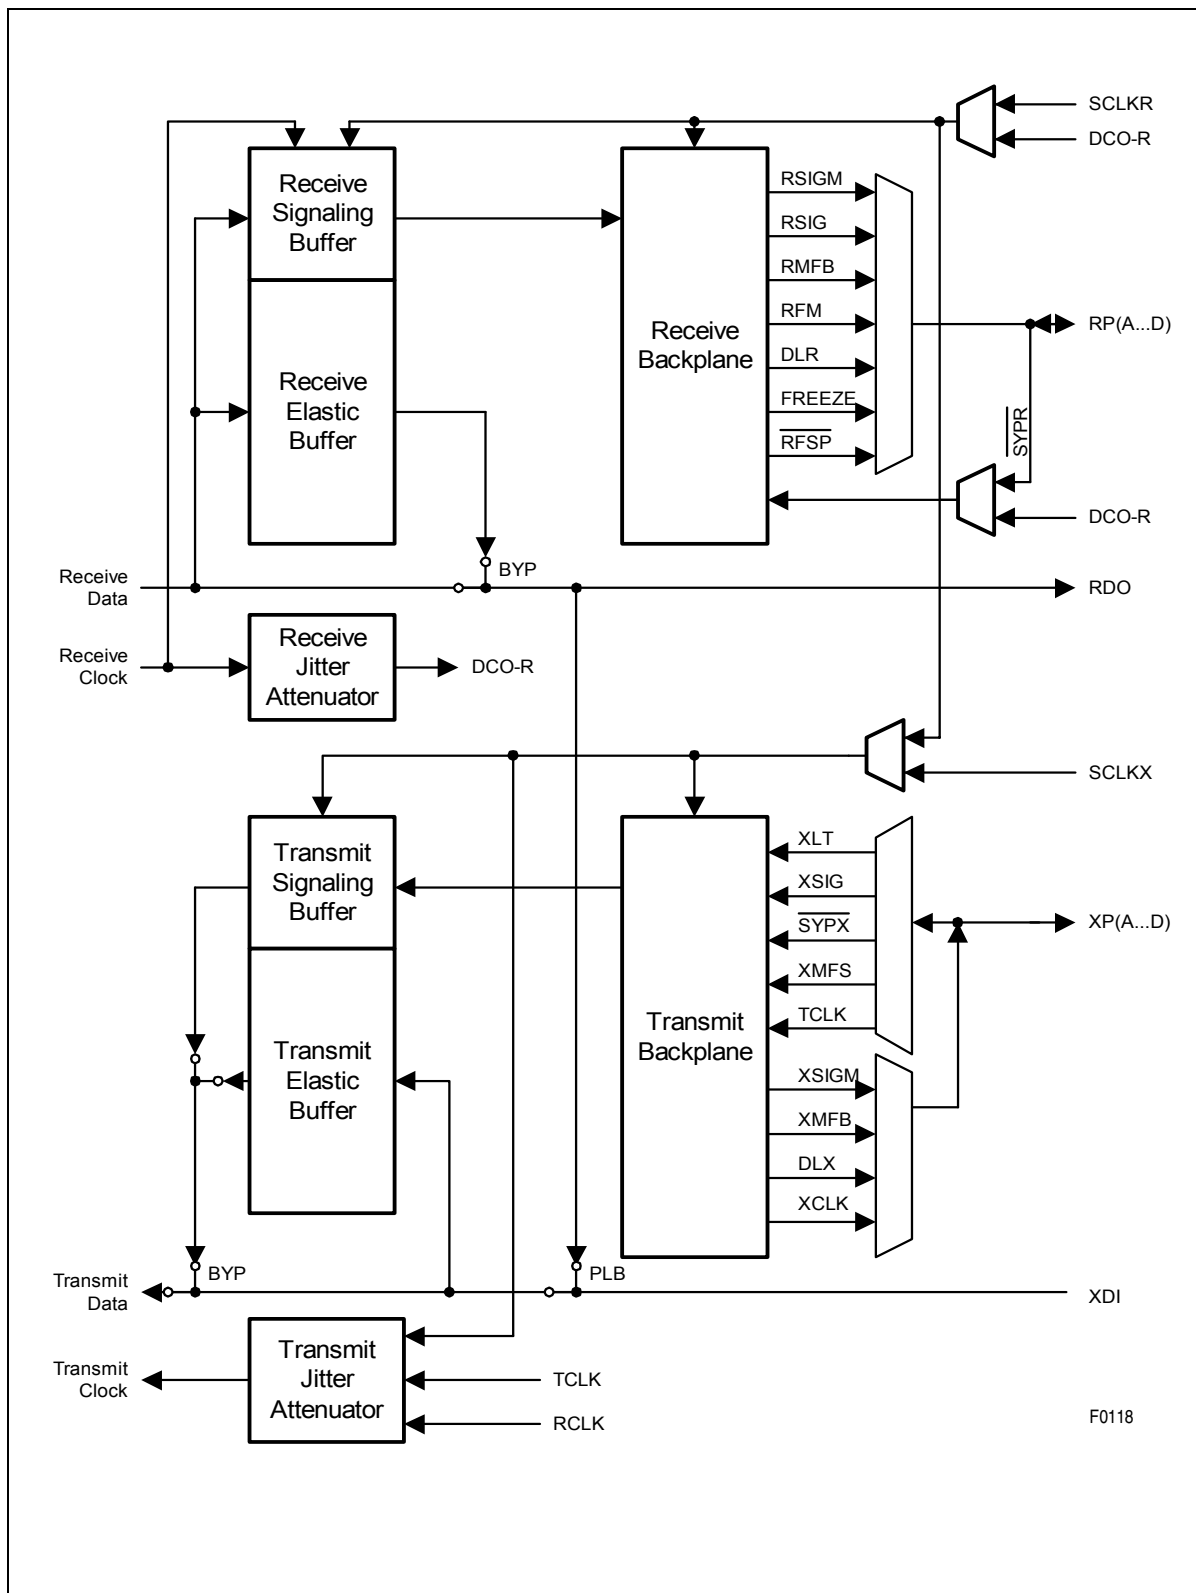 SCLKR
DCO-R
Receive
Signaling
Buffer
Receive
Elastic
Buffer
Receive
Backplane
RSIGM
RSIG
RMFB
RFM
DLR
FREEZE
RFSP
RP(A...D)
SYPR
DCO-R
BYP
Receive
Data
RDO
Receive
Clock
Receive
Jitter
Attenuator
DCO-R
SCLKX
Transmit
Signaling
Buffer
Transmit
Elastic
Buffer
Transmit
Backplane
XLT
XSIG
SYPX
XMFS
TCLK
XSIGM
XMFB
DLX
XCLK
XP(A...D)
BYP
PLB
Transmit
Data
XDI
Transmit
Clock
Transmit
Jitter
Attenuator
TCLK
RCLK
F0118